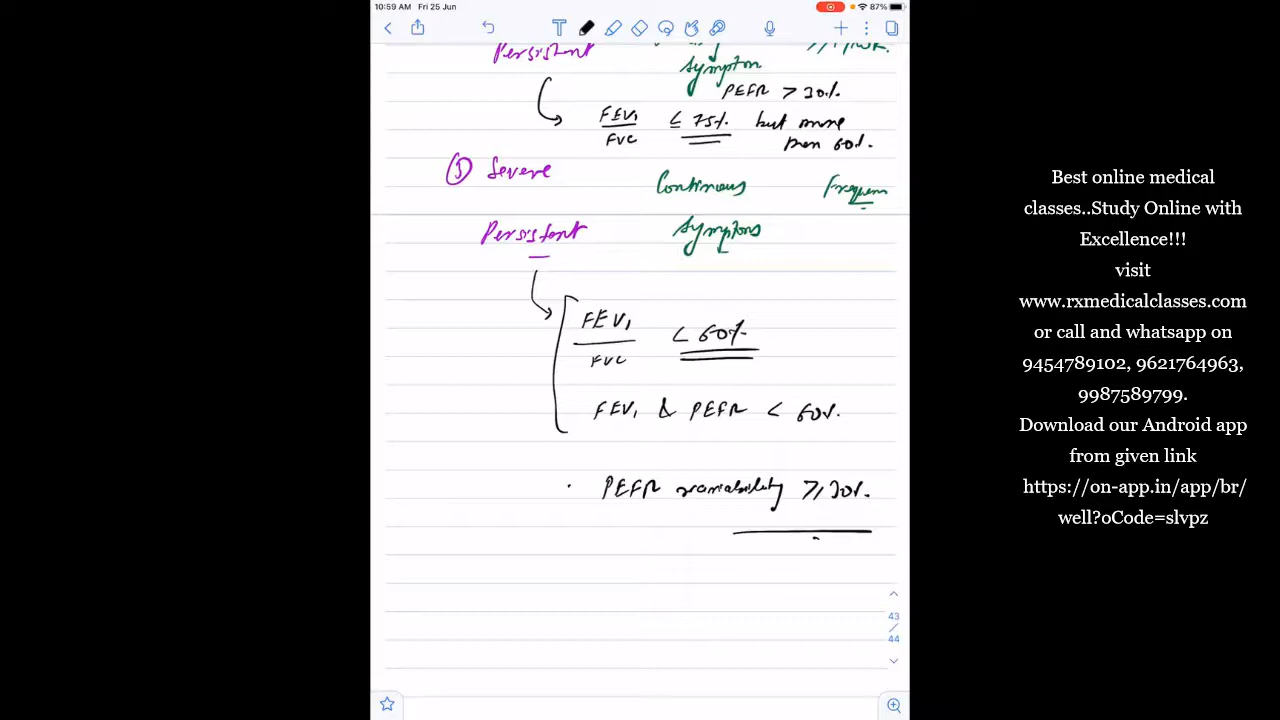 10:59 AM Fri 25 Jun
87%
Persistent
Symptom
PEFR > 30%.
FEV1 ≤ 75%. but more
FVC
then 60%.
Severe Continuous Frequen
Persistent Symptoms
FEV1 < 60%
FVC
FEV1 & PEFR < 60%.
PEFR variability ≥ 30%.
43
/
44
Best online medical
classes..Study Online with
Excellence!!!
visit
www.rxmedicalclasses.com
or call and whatsapp on
9454789102, 9621764963,
9987589799.
Download our Android app
from given link
https://on-app.in/app/br/
well?oCode=slvpz